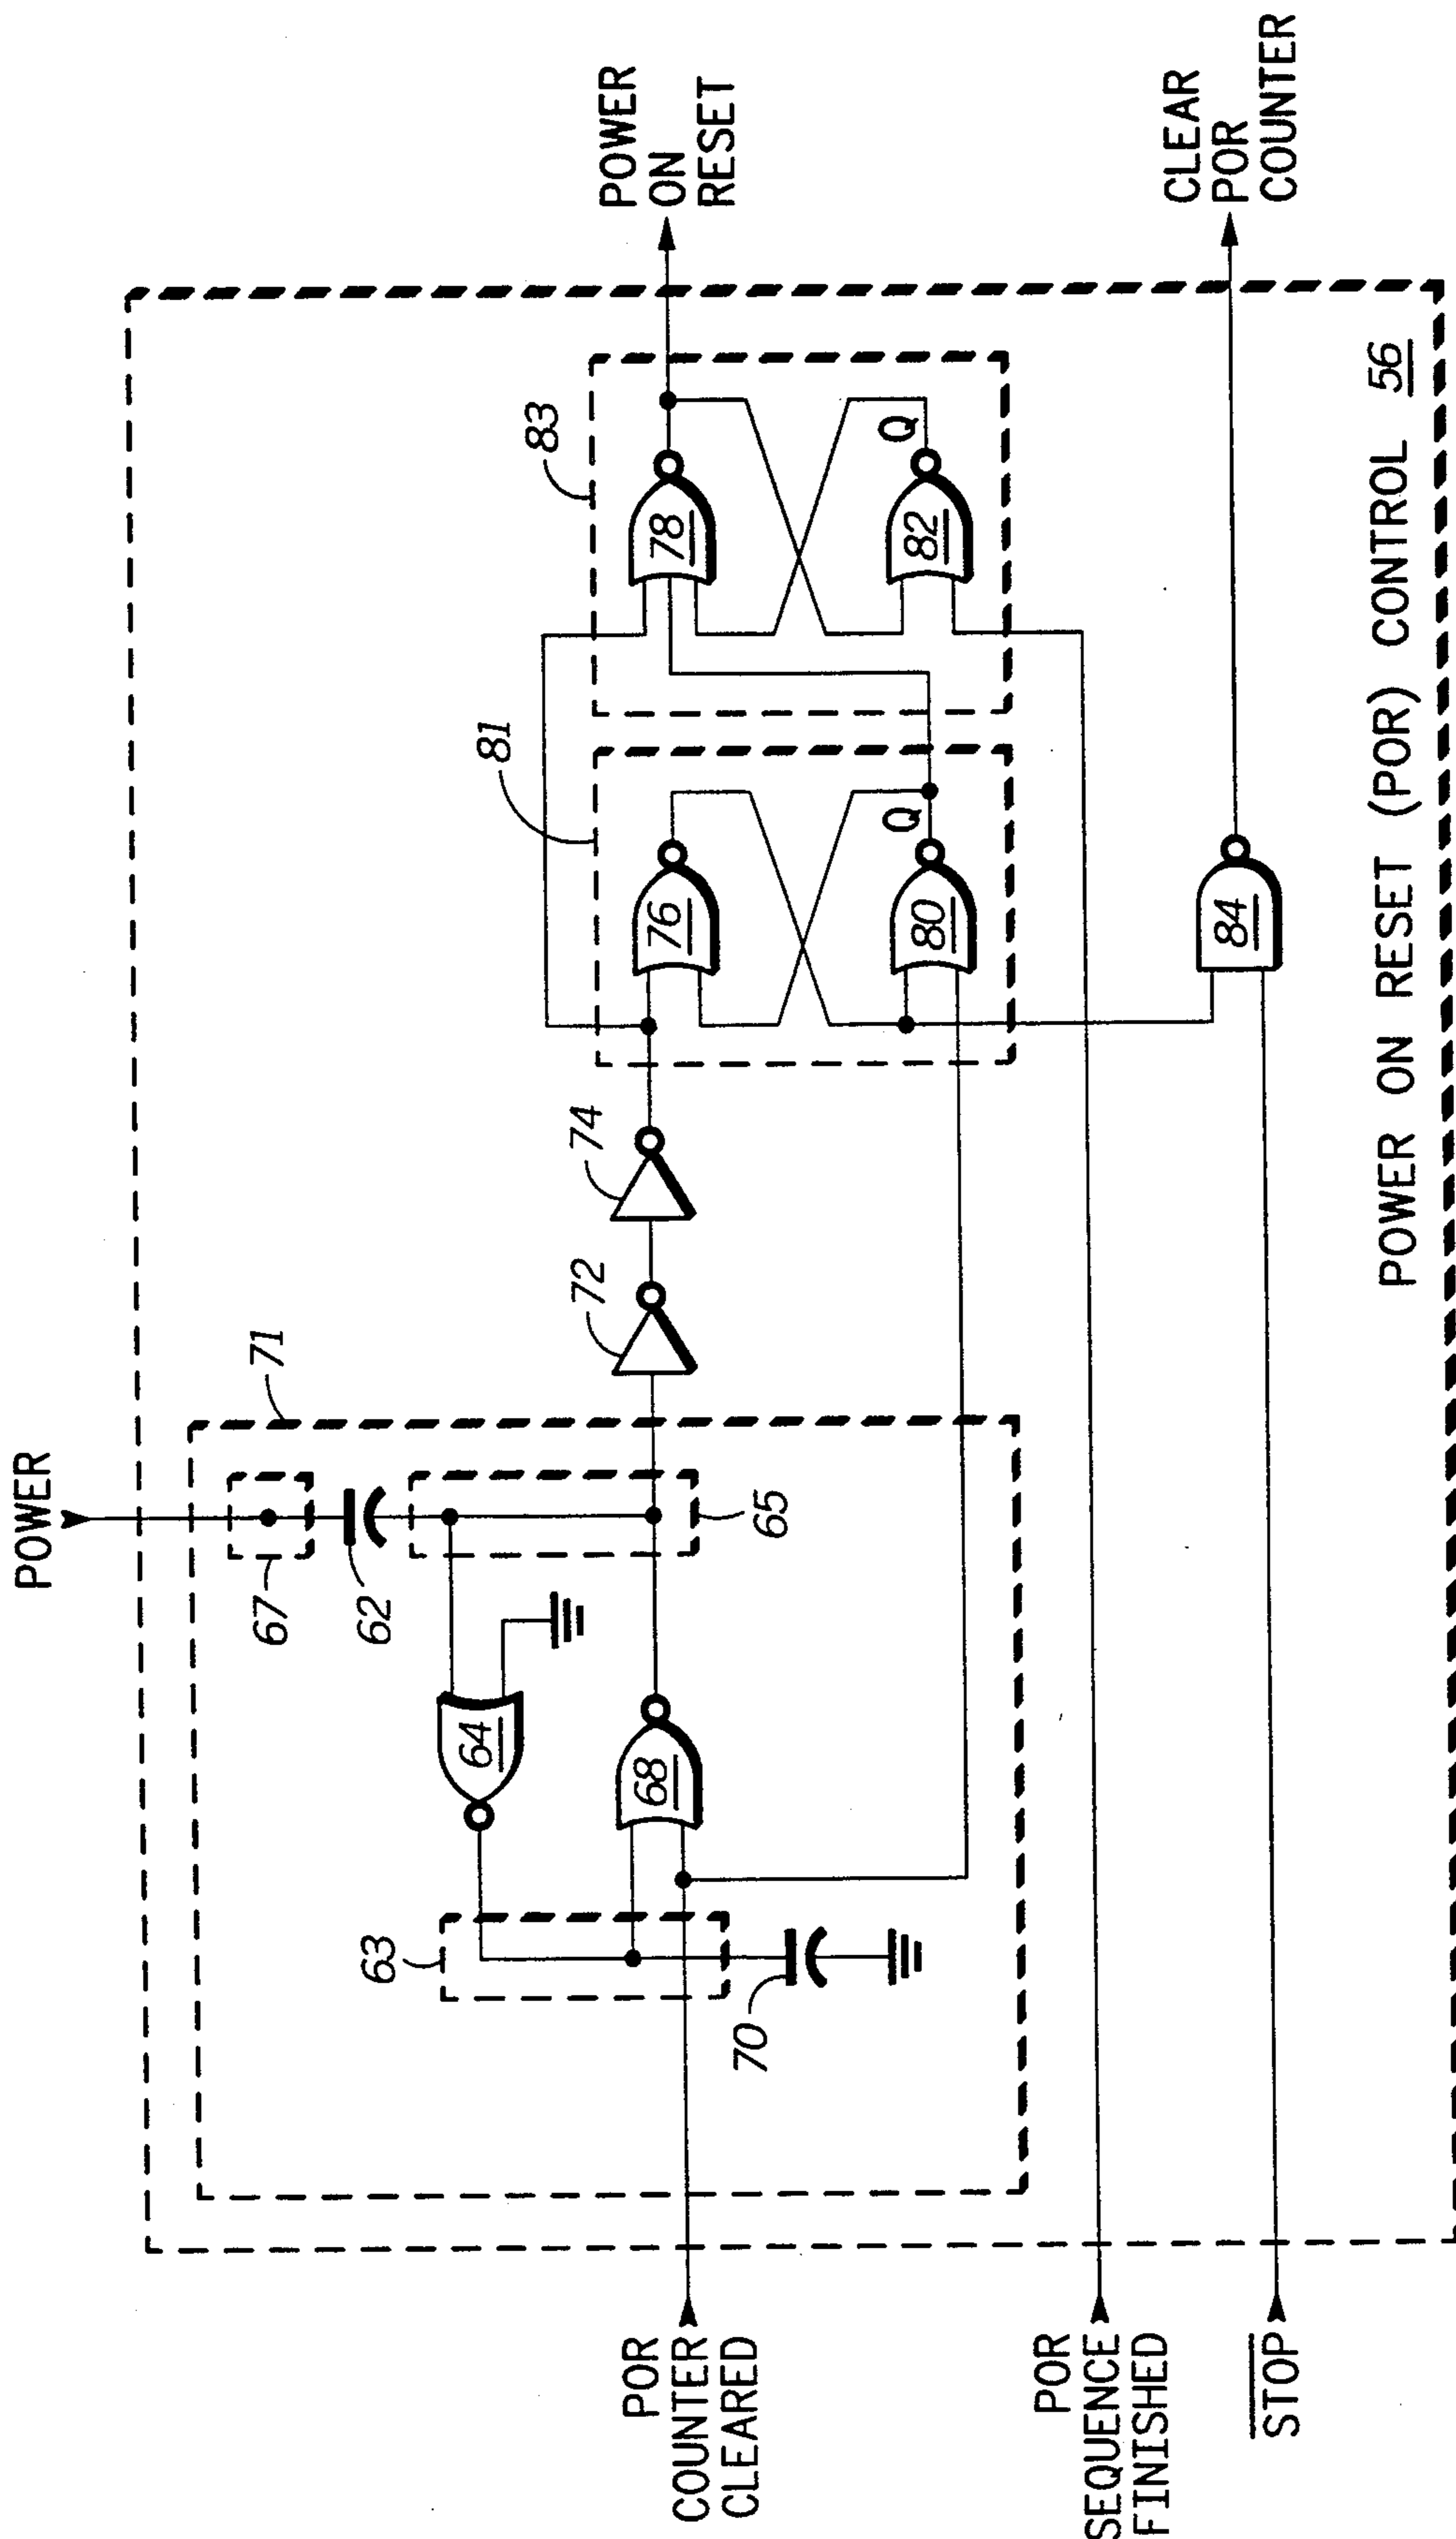 POWER
67
62
71
65
63
64
68
70
72
74
81
83
76
80
78
82
Q
Q
84
POR
COUNTER
CLEARED
POR
SEQUENCE
FINISHED
STOP
POWER
ON
RESET
CLEAR
POR
COUNTER
POWER ON RESET (POR) CONTROL 56